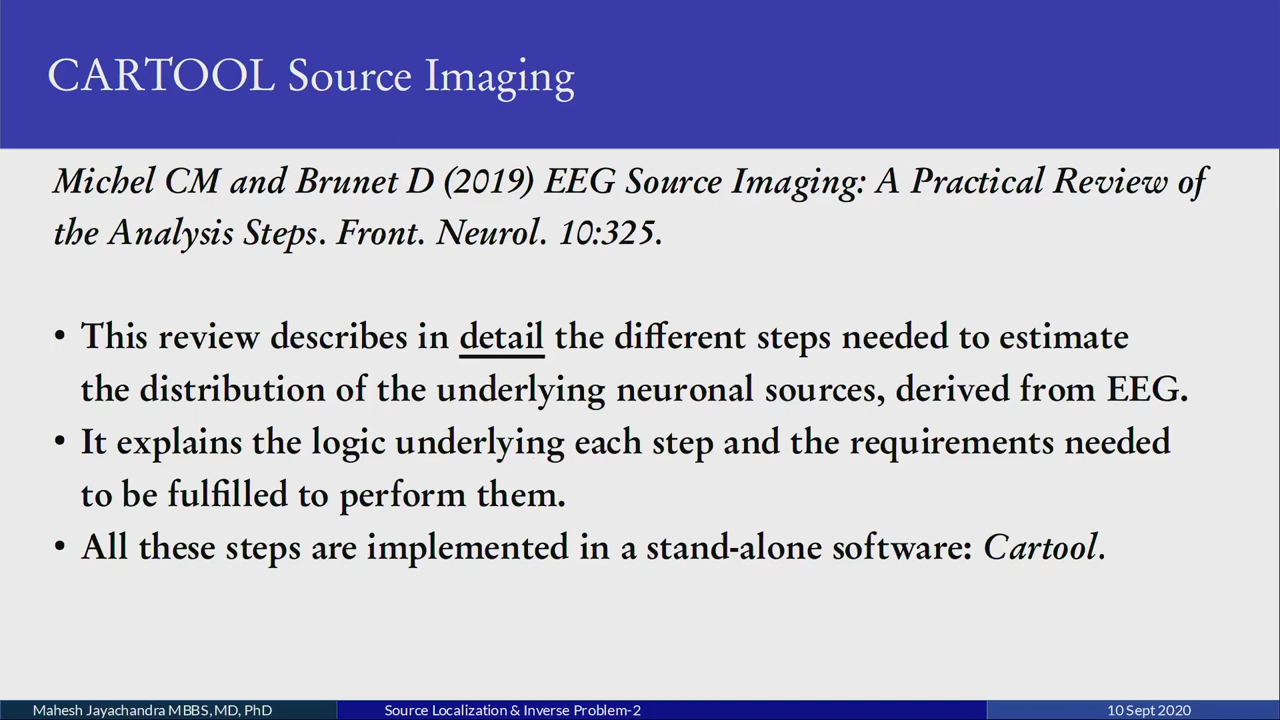 CARTOOL Source Imaging
Michel CM and Brunet D (2019) EEG Source Imaging: A Practical Review of
the Analysis Steps. Front. Neurol. 10:325.
• This review describes in detail the different steps needed to estimate
the distribution of the underlying neuronal sources, derived from EEG.
• It explains the logic underlying each step and the requirements needed
to be fulfilled to perform them.
• All these steps are implemented in a stand-alone software: Cartool.
Mahesh Jayachandra MBBS, MD, PhD
Source Localization & Inverse Problem-2
10 Sept 2020